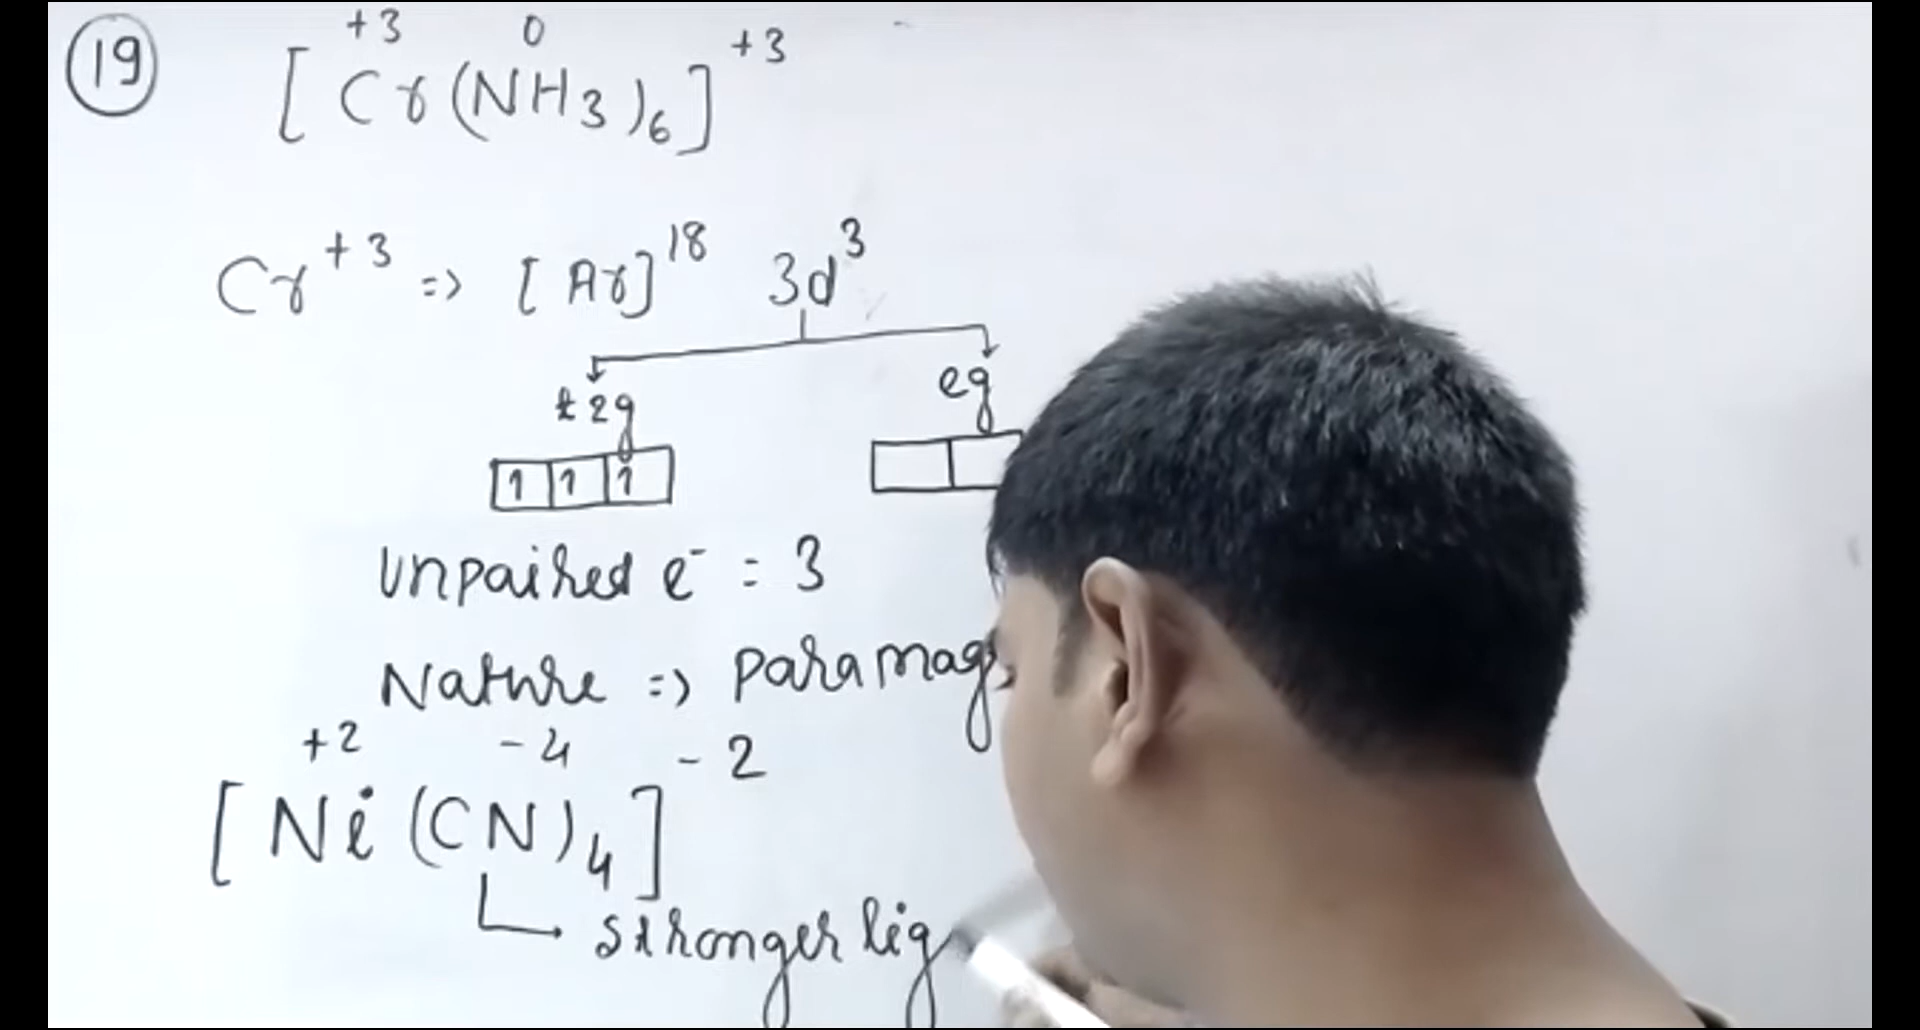 19
+3 0 +3
[Cr(NH3)6]
Cr+3 => [Ar]18 3d3
t2g eg
1 1 1
Unpaired e- = 3
Nature => Paramag
+2 -4 -2
[Ni(CN)4]
stronger lig